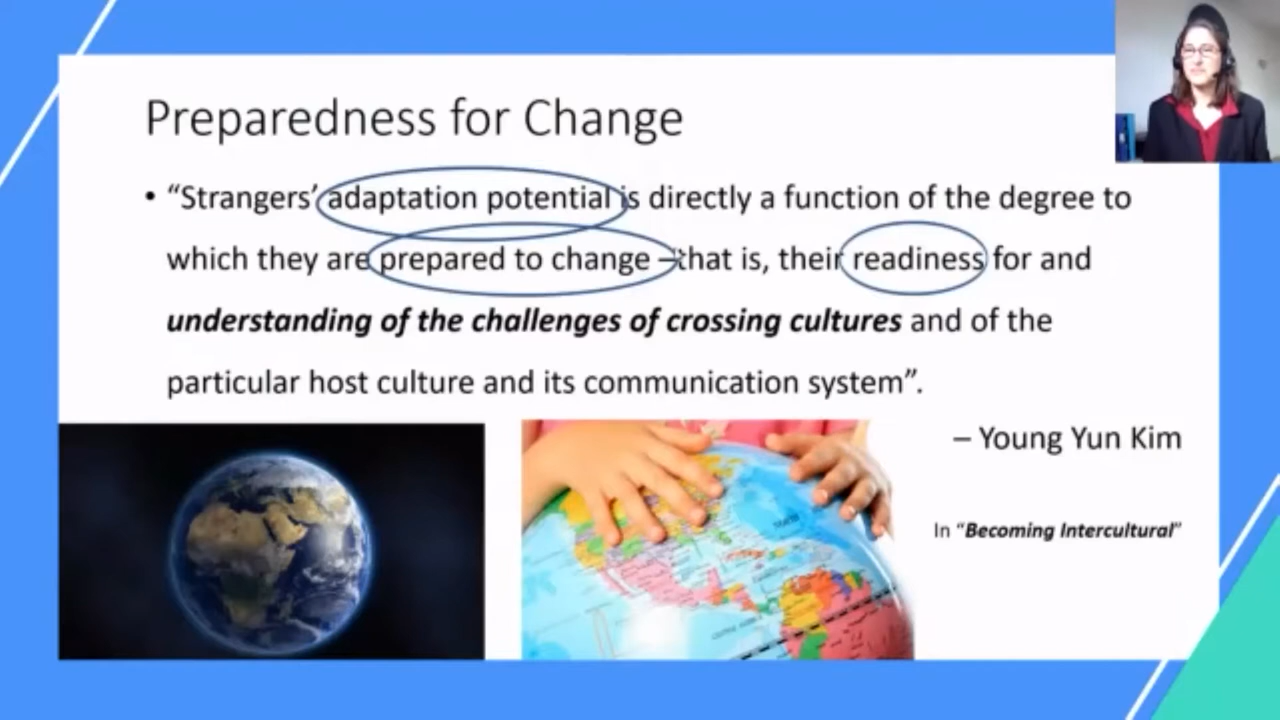 Preparedness for Change
• “Strangers’ adaptation potential is directly a function of the degree to
which they are prepared to change – that is, their readiness for and
understanding of the challenges of crossing cultures and of the
particular host culture and its communication system”.
– Young Yun Kim
In “Becoming Intercultural”